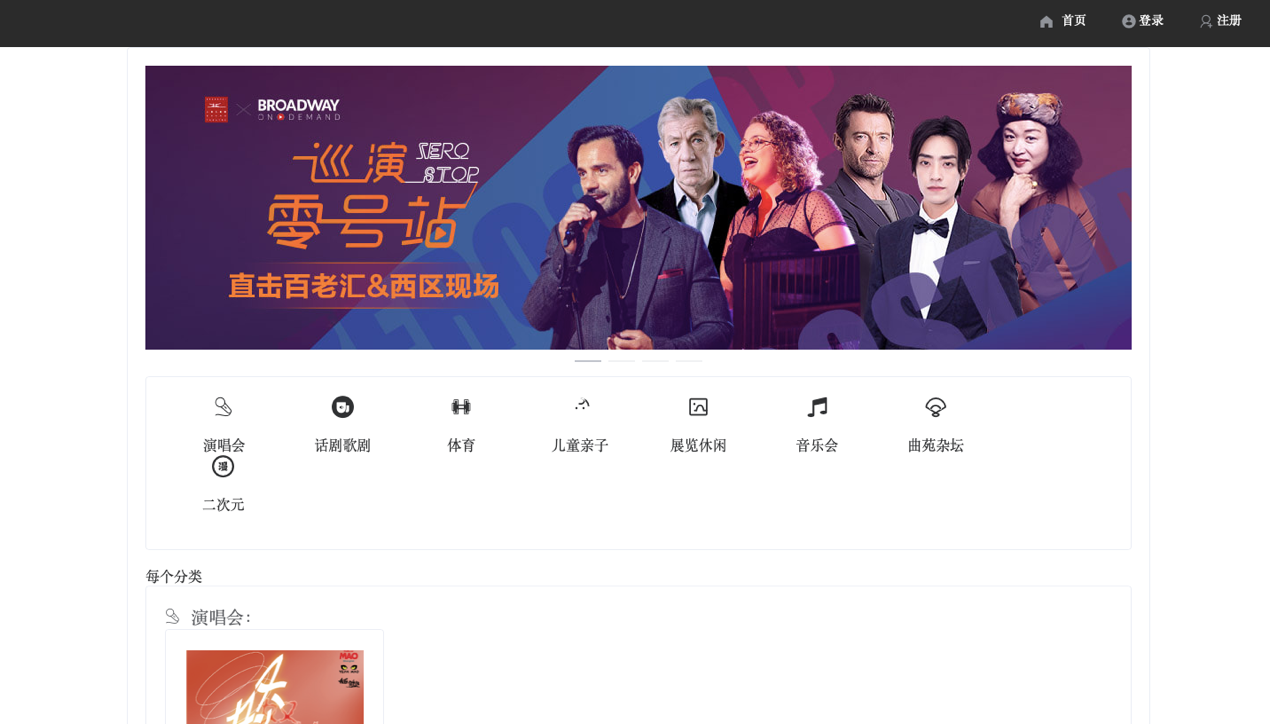 首页 登录 注册
BROADWAY
ON DEMAND
巡演 SERO STOP
零号站
直击百老汇&西区现场
演唱会 话剧歌剧 体育 儿童亲子 展览休闲 音乐会 曲苑杂坛
漫
二次元
每个分类
演唱会：
MAO